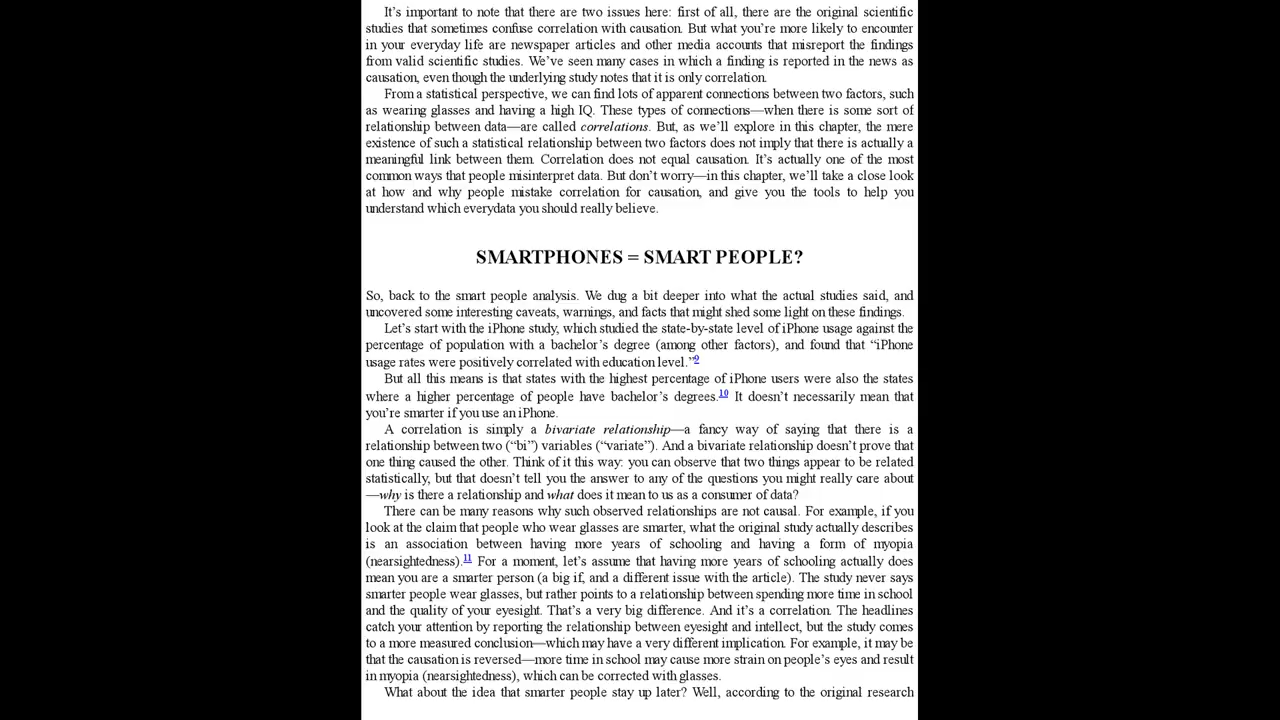 It’s important to note that there are two issues here: first of all, there are the original scientific
studies that sometimes confuse correlation with causation. But what you’re more likely to encounter
in your everyday life are newspaper articles and other media accounts that misreport the findings
from valid scientific studies. We’ve seen many cases in which a finding is reported in the news as
causation, even though the underlying study notes that it is only correlation.
From a statistical perspective, we can find lots of apparent connections between two factors, such
as wearing glasses and having a high IQ. These types of connections—when there is some sort of
relationship between data—are called correlations. But, as we’ll explore in this chapter, the mere
existence of such a statistical relationship between two factors does not imply that there is actually a
meaningful link between them. Correlation does not equal causation. It’s actually one of the most
common ways that people misinterpret data. But don’t worry—in this chapter, we’ll take a close look
at how and why people mistake correlation for causation, and give you the tools to help you
understand which everydata you should really believe.
SMARTPHONES = SMART PEOPLE?
So, back to the smart people analysis. We dug a bit deeper into what the actual studies said, and
uncovered some interesting caveats, warnings, and facts that might shed some light on these findings.
Let’s start with the iPhone study, which studied the state-by-state level of iPhone usage against the
percentage of population with a bachelor’s degree (among other factors), and found that “iPhone
usage rates were positively correlated with education level.”9
But all this means is that states with the highest percentage of iPhone users were also the states
where a higher percentage of people have bachelor’s degrees.10 It doesn’t necessarily mean that
you’re smarter if you use an iPhone.
A correlation is simply a bivariate relationship—a fancy way of saying that there is a
relationship between two (“bi”) variables (“variate”). And a bivariate relationship doesn’t prove that
one thing caused the other. Think of it this way: you can observe that two things appear to be related
statistically, but that doesn’t tell you the answer to any of the questions you might really care about
—why is there a relationship and what does it mean to us as a consumer of data?
There can be many reasons why such observed relationships are not causal. For example, if you
look at the claim that people who wear glasses are smarter, what the original study actually describes
is an association between having more years of schooling and having a form of myopia
(nearsightedness).11 For a moment, let’s assume that having more years of schooling actually does
mean you are a smarter person (a big if, and a different issue with the article). The study never says
smarter people wear glasses, but rather points to a relationship between spending more time in school
and the quality of your eyesight. That’s a very big difference. And it’s a correlation. The headlines
catch your attention by reporting the relationship between eyesight and intellect, but the study comes
to a more measured conclusion—which may have a very different implication. For example, it may be
that the causation is reversed—more time in school may cause more strain on people’s eyes and result
in myopia (nearsightedness), which can be corrected with glasses.
What about the idea that smarter people stay up later? Well, according to the original research